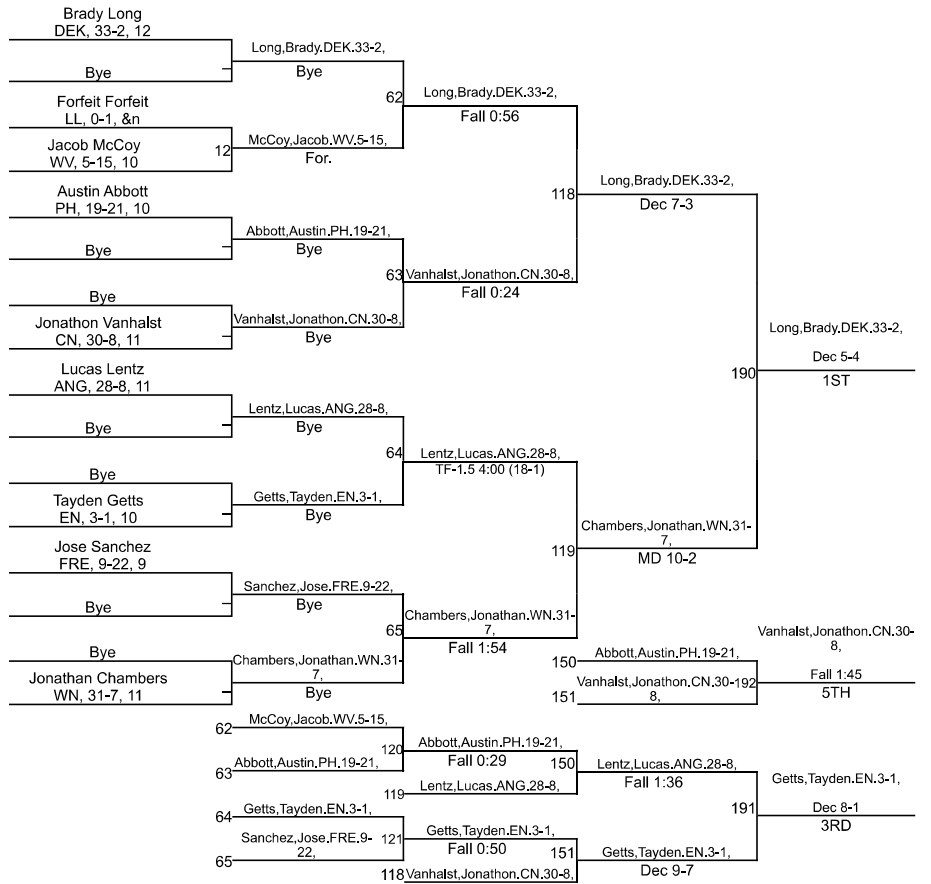 Brady Long
DEK, 33-2, 12
Long,Brady.DEK.33-2,
Bye
Bye
62
Long,Brady.DEK.33-2,
Fall 0:56
Forfeit Forfeit
LL, 0-1, &n
Jacob McCoy
WV, 5-15, 10
12
McCoy,Jacob.WV.5-15,
For.
118
Long,Brady.DEK.33-2,
Dec 7-3
Austin Abbott
PH, 19-21, 10
Abbott,Austin.PH.19-21,
Bye
Bye
63
Vanhalst,Jonathon.CN.30-8,
Fall 0:24
Bye
Jonathon Vanhalst
CN, 30-8, 11
Vanhalst,Jonathon.CN.30-8,
Bye
190
Long,Brady.DEK.33-2,
Dec 5-4
1ST
Lucas Lentz
ANG, 28-8, 11
Lentz,Lucas.ANG.28-8,
Bye
Bye
64
Lentz,Lucas.ANG.28-8,
TF-1.5 4:00 (18-1)
Bye
Tayden Getts
EN, 3-1, 10
Getts,Tayden.EN.3-1,
Bye
119
Chambers,Jonathan.WN.31-
7,
MD 10-2
Jose Sanchez
FRE, 9-22, 9
Sanchez,Jose.FRE.9-22,
Bye
Bye
65
Chambers,Jonathan.WN.31-
7,
Fall 1:54
Bye
Jonathan Chambers
WN, 31-7, 11
Chambers,Jonathan.WN.31-
7,
Bye
150
Abbott,Austin.PH.19-21,
151
Vanhalst,Jonathon.CN.30-
8,
192
Vanhalst,Jonathon.CN.30-
8,
Fall 1:45
5TH
62
McCoy,Jacob.WV.5-15,
63
Abbott,Austin.PH.19-21,
120
Abbott,Austin.PH.19-21,
Fall 0:29
119
Lentz,Lucas.ANG.28-8,
150
Lentz,Lucas.ANG.28-8,
Fall 1:36
64
Getts,Tayden.EN.3-1,
65
Sanchez,Jose.FRE.9-
22,
121
Getts,Tayden.EN.3-1,
Fall 0:50
118
Vanhalst,Jonathon.CN.30-8,
151
Getts,Tayden.EN.3-1,
Dec 9-7
191
Getts,Tayden.EN.3-1,
Dec 8-1
3RD